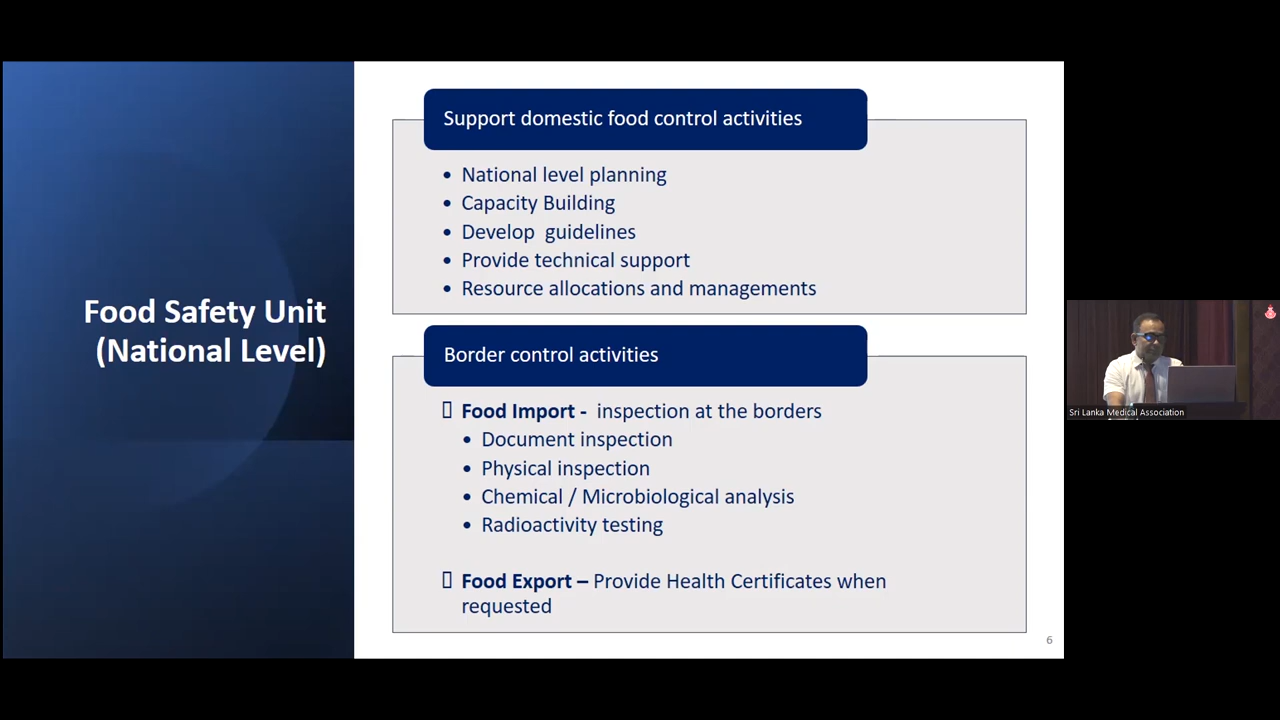 Food Safety Unit
(National Level)
Support domestic food control activities
• National level planning
• Capacity Building
• Develop  guidelines
• Provide technical support
• Resource allocations and managements
Border control activities
Food Import -  inspection at the borders
• Document inspection
• Physical inspection
• Chemical / Microbiological analysis
• Radioactivity testing
Food Export – Provide Health Certificates when
requested
6
Sri Lanka Medical Association